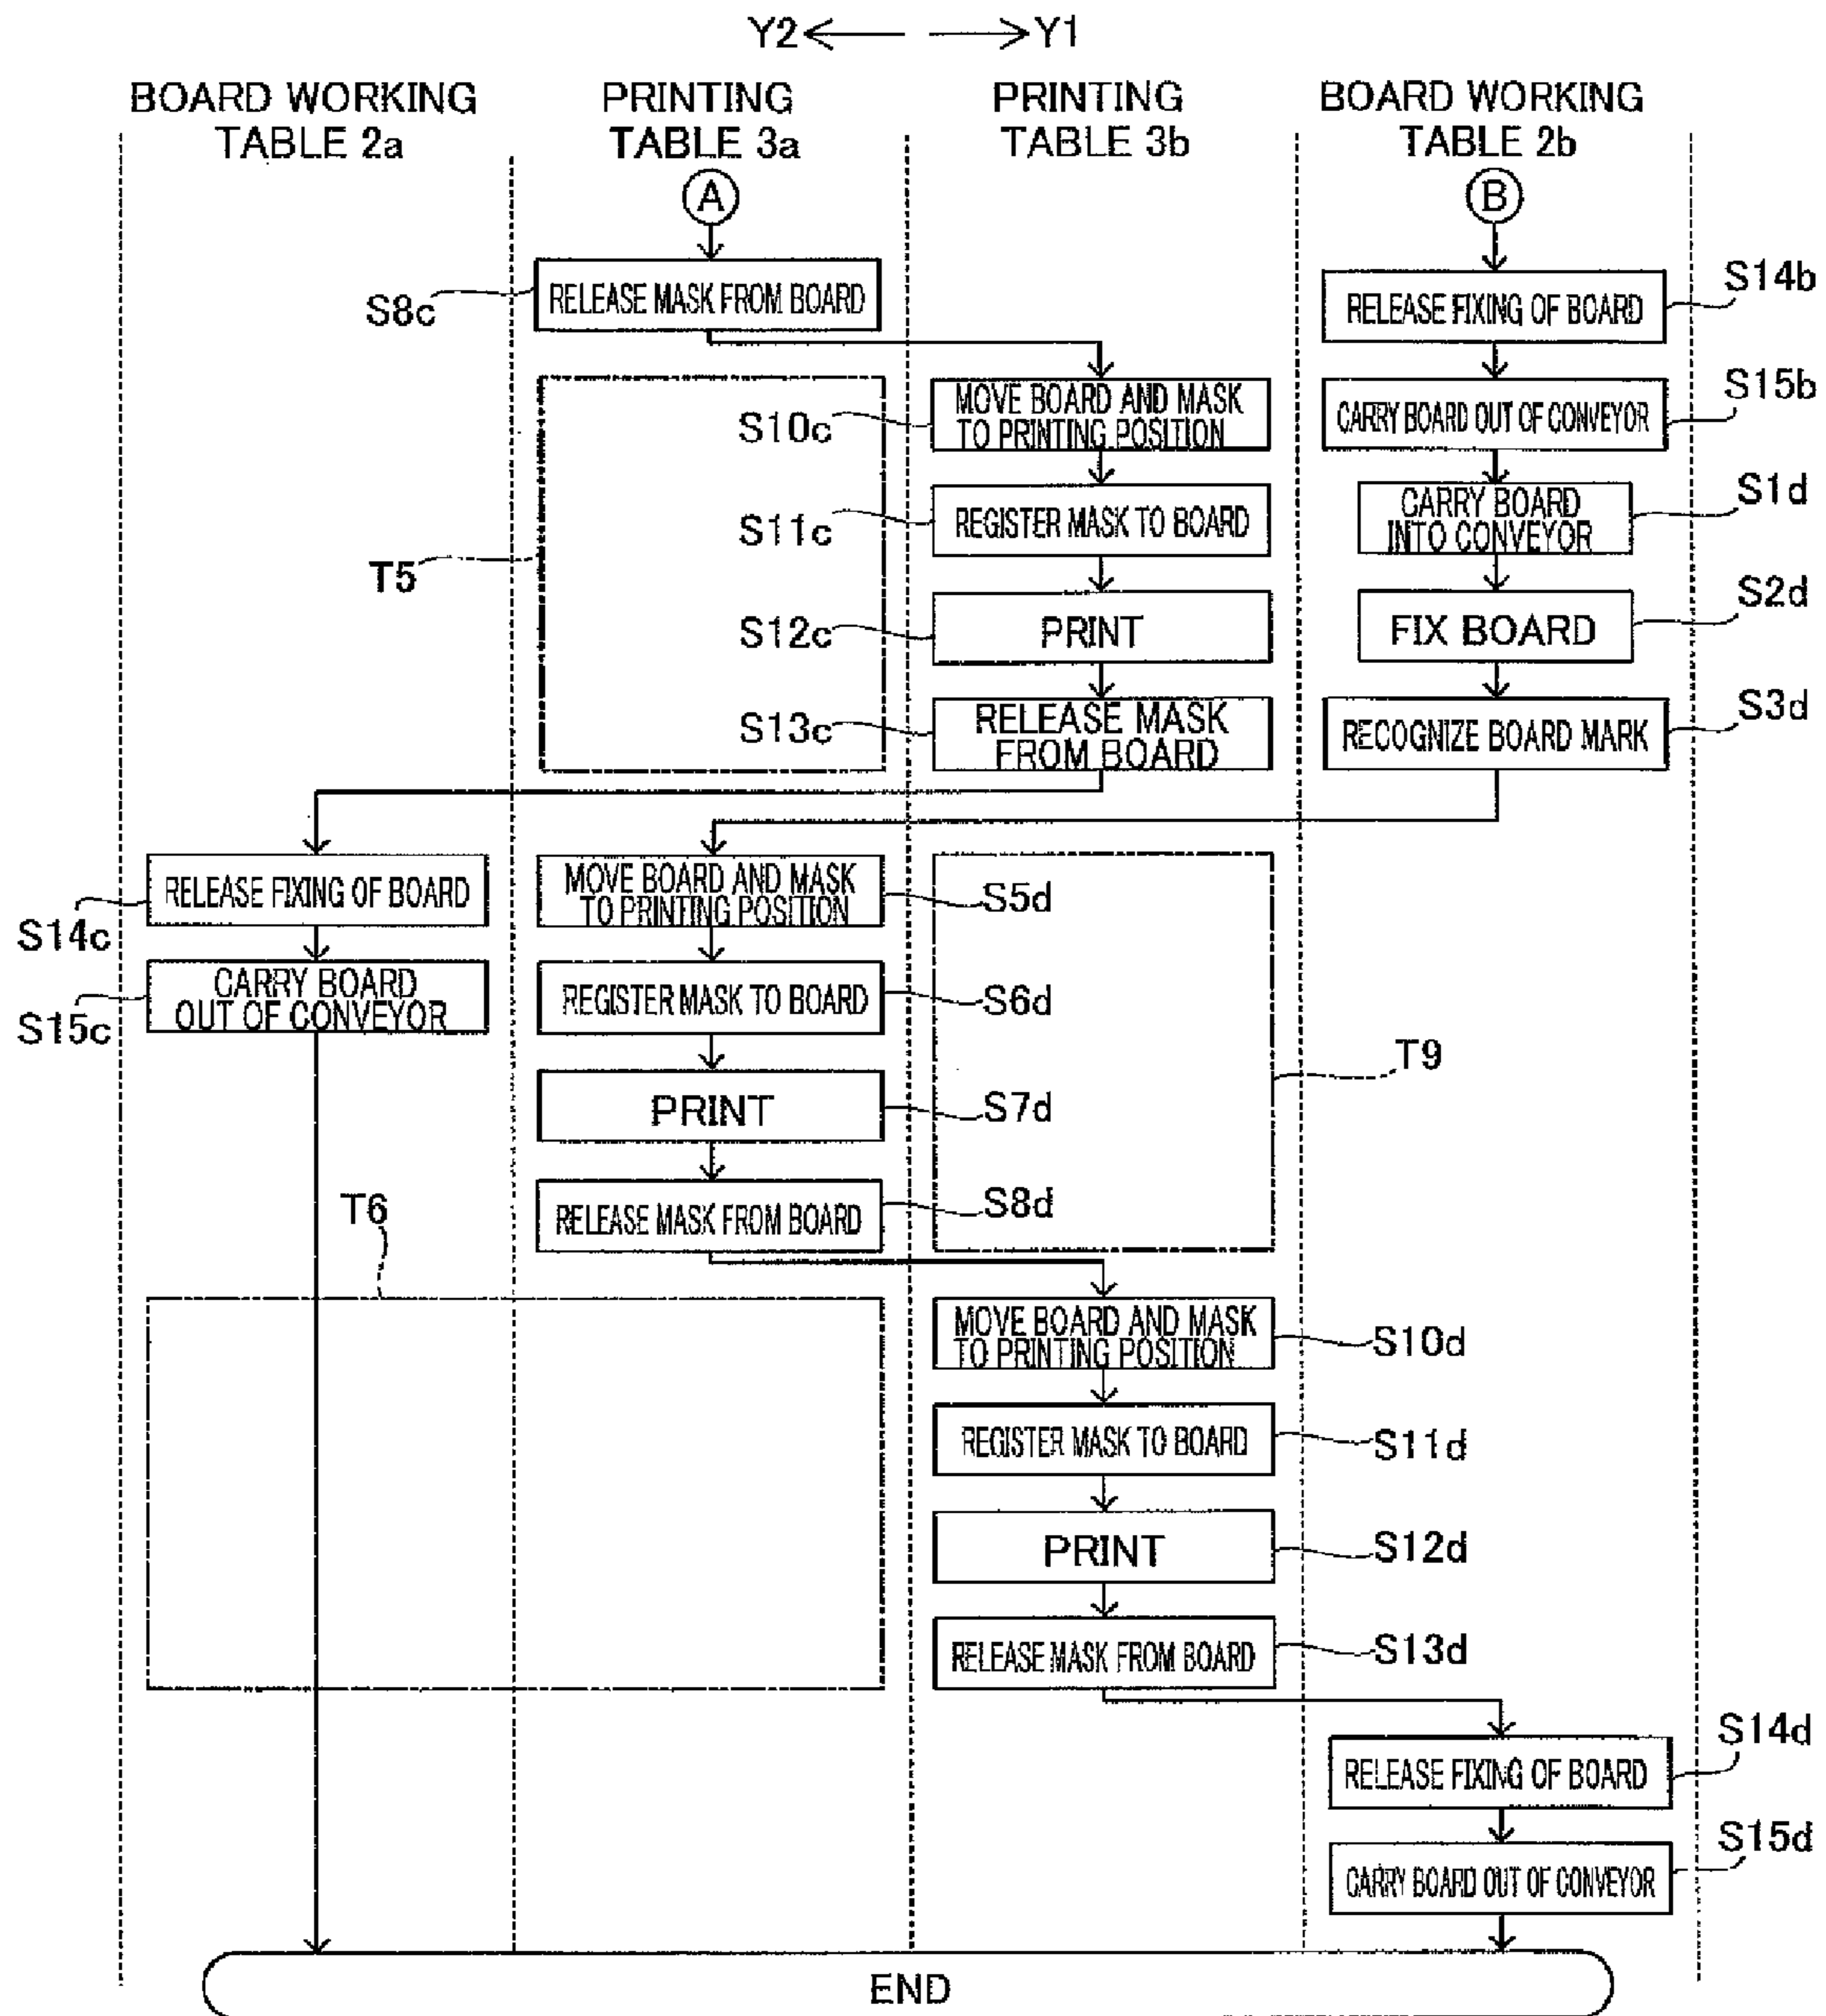 Y2 Y1
BOARD WORKING
TABLE 2a
PRINTING
TABLE 3a
PRINTING
TABLE 3b
BOARD WORKING
TABLE 2b
A
B
S8c
RELEASE MASK FROM BOARD
RELEASE FIXING OF BOARD
S14b
T5
S10c
MOVE BOARD AND MASK
TO PRINTING POSITION
CARRY BOARD OUT OF CONVEYOR
S15b
S11c
REGISTER MASK TO BOARD
CARRY BOARD
INTO CONVEYOR
S1d
S12c
PRINT
FIX BOARD
S2d
S13c
RELEASE MASK
FROM BOARD
RECOGNIZE BOARD MARK
S3d
RELEASE FIXING OF BOARD
S14c
MOVE BOARD AND MASK
TO PRINTING POSITION
S5d
CARRY BOARD
OUT OF CONVEYOR
S15c
REGISTER MASK TO BOARD
S6d
T9
PRINT
S7d
RELEASE MASK FROM BOARD
S8d
T6
MOVE BOARD AND MASK
TO PRINTING POSITION
S10d
REGISTER MASK TO BOARD
S11d
PRINT
S12d
RELEASE MASK FROM BOARD
S13d
RELEASE FIXING OF BOARD
S14d
CARRY BOARD OUT OF CONVEYOR
S15d
END